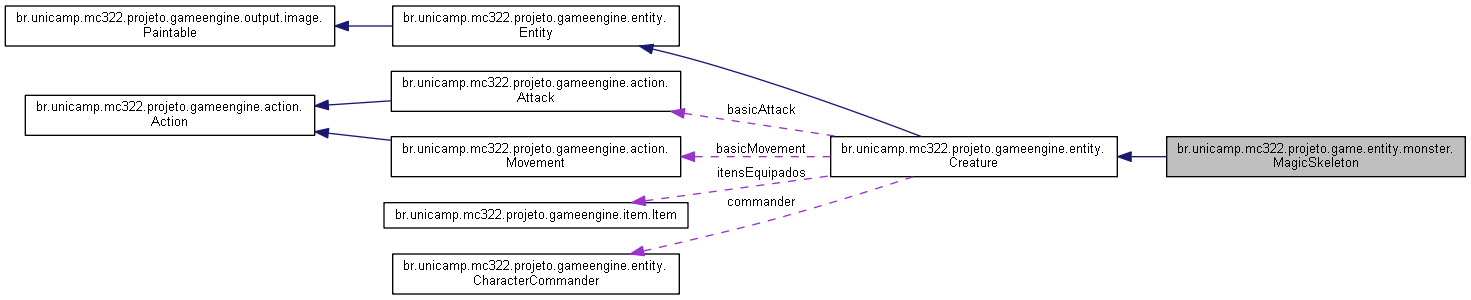 br.unicamp.mc322.projeto.gameengine.output.image.
Paintable
br.unicamp.mc322.projeto.gameengine.entity.
Entity
br.unicamp.mc322.projeto.gameengine.action.
Attack
br.unicamp.mc322.projeto.gameengine.action.
Action
basicAttack
br.unicamp.mc322.projeto.gameengine.action.
Movement
basicMovement
br.unicamp.mc322.projeto.gameengine.entity.
Creature
br.unicamp.mc322.projeto.game.entity.monster.
MagicSkeleton
itensEquipados
commander
br.unicamp.mc322.projeto.gameengine.item.Item
br.unicamp.mc322.projeto.gameengine.entity.
CharacterCommander